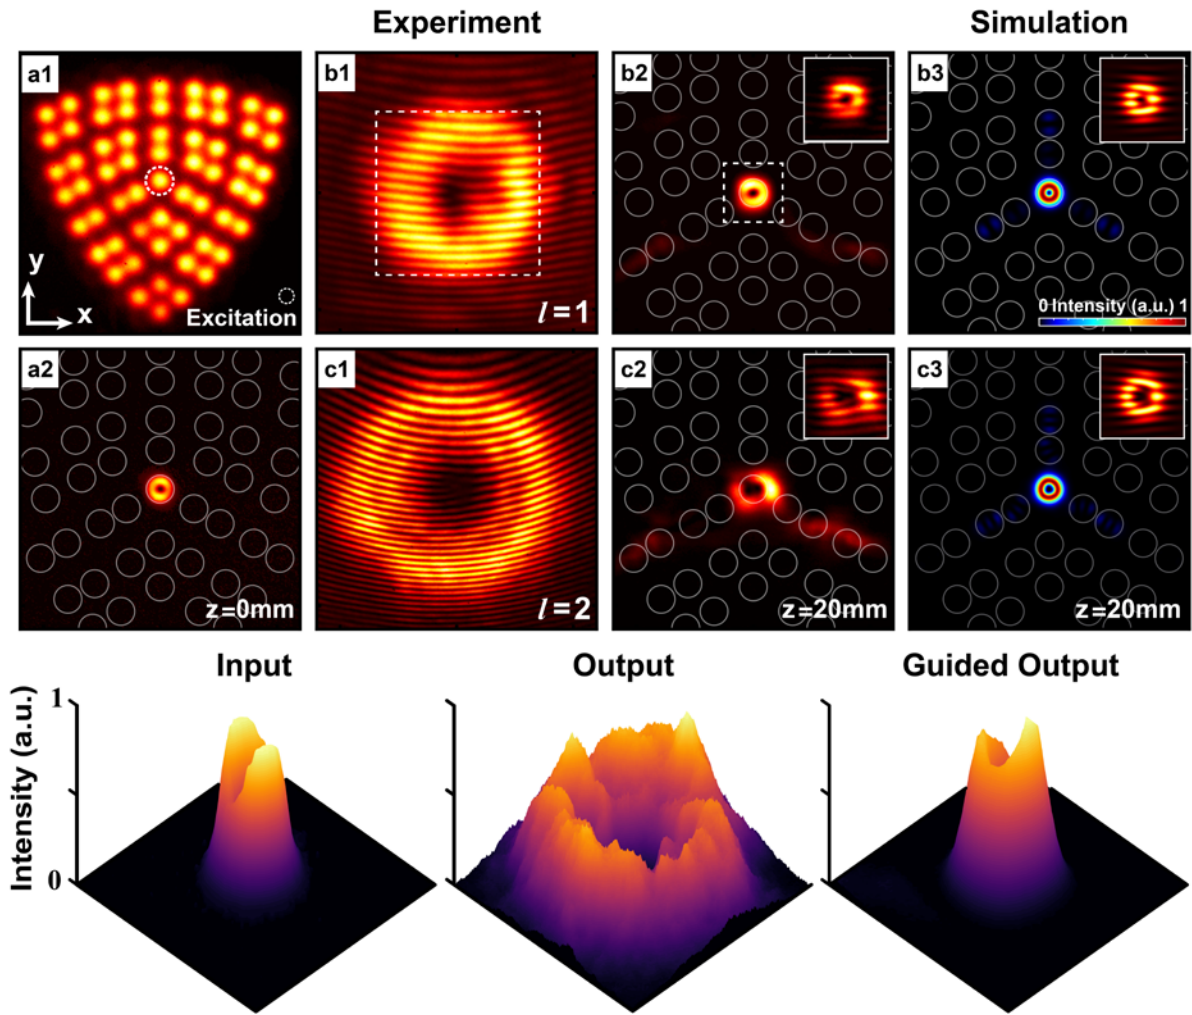 Experiment Simulation
a1
y
x
Excitation
b1
l=1
b2
b3
0 Intensity (a.u.) 1
a2
z=0mm
c1
l=2
c2
z=20mm
c3
z=20mm
Input Output Guided Output
Intensity (a.u.)
1
0